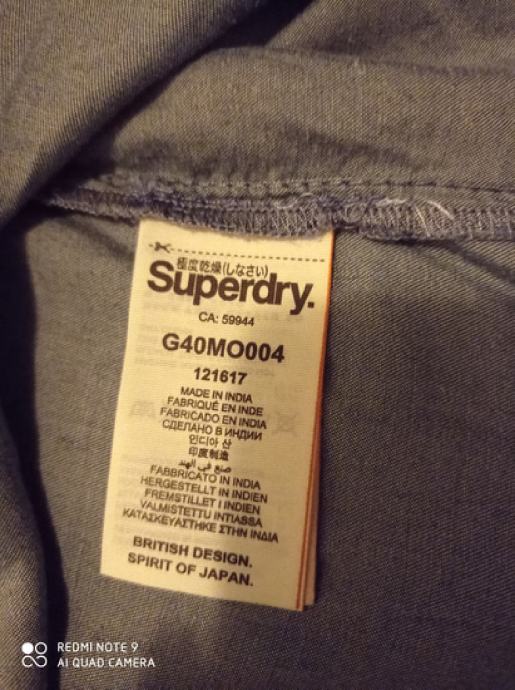 極度乾燥(しなさい)
Superdry.
CA: 59944
G40MO004
121617
MADE IN INDIA
FABRIQUÉ EN INDE
FABRICADO EN INDIA
СДЕЛАНО В ИНДИИ
인디아 산
印度制造
صنع في الهند
FABBRICATO IN INDIA
HERGESTELLT IN INDIEN
FREMSTILLET I INDIEN
VALMISTETTU INTIASSA
ΚΑΤΑΣΚΕΥΑΣΤΗΚΕ ΣΤΗΝ ΙΝΔΙΑ
BRITISH DESIGN.
SPIRIT OF JAPAN.
REDMI NOTE 9
AI QUAD CAMERA